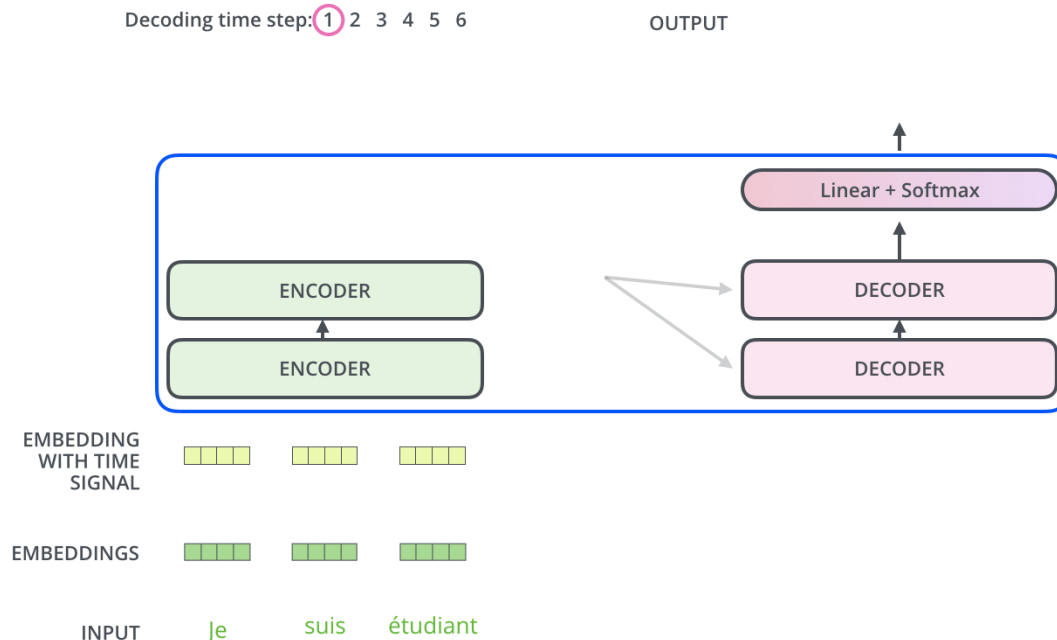 Decoding time step: 1 2 3 4 5 6
OUTPUT
Linear + Softmax
ENCODER
DECODER
ENCODER
DECODER
EMBEDDING
WITH TIME
SIGNAL
EMBEDDINGS
INPUT
Je suis étudiant